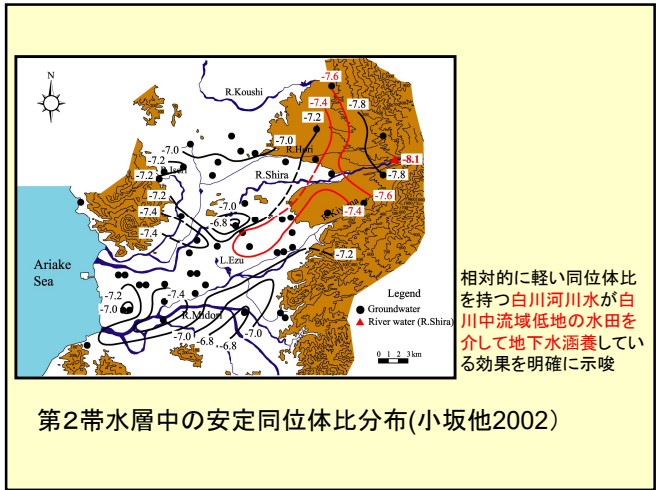 N
R.Koushi
-7.6
-7.4
-7.8
-7.2
-7.0
-7.0
R.Hori
-7.2
-8.1
-7.2
R.Shira
-7.8
-7.2
-7.6
-7.0
-7.4
-7.4
-6.8
-7.4
-7.2
L.Ezu
Ariake
Sea
-7.2
-7.4
-7.0
R.Midori
-7.0
-6.8
-6.8
-7.0
Legend
Groundwater
River water (R.Shira)
0 1 2 3km
相対的に軽い同位体比
を持つ白川河川水が白
川中流域低地の水田を
介して地下水涵養してい
る効果を明確に示唆
第2帯水層中の安定同位体比分布(小坂他2002)